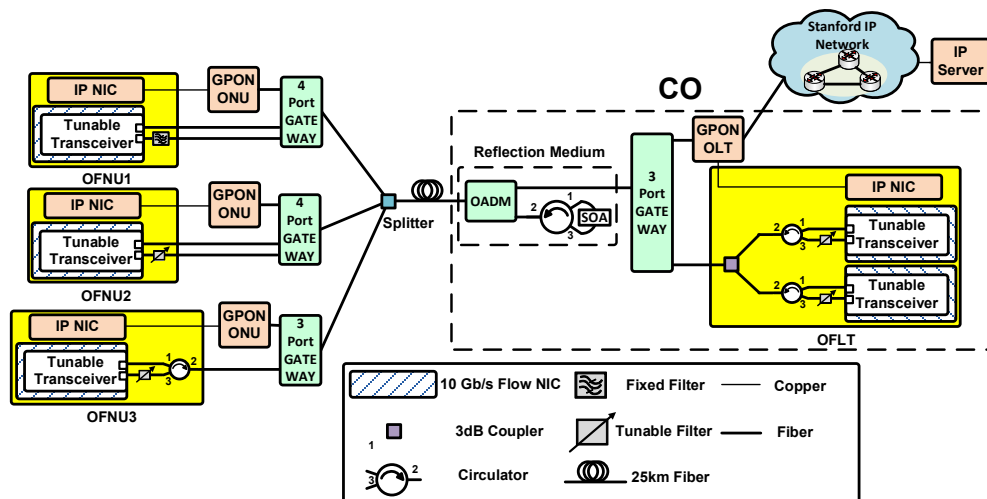 IP NIC
GPON
ONU
4
Port
GATE
WAY
Tunable
Transceiver
OFNU1
IP NIC
GPON
ONU
4
Port
GATE
WAY
Tunable
Transceiver
OFNU2
IP NIC
GPON
ONU
3
Port
GATE
WAY
Tunable
Transceiver
1
2
3
OFNU3
Splitter
CO
Reflection Medium
OADM
1
2
3
SOA
3
Port
GATE
WAY
GPON
OLT
Stanford IP
Network
IP
Server
IP NIC
1
2
3
Tunable
Transceiver
1
2
3
Tunable
Transceiver
OFLT
10 Gb/s Flow NIC
Fixed Filter
Copper
1
3dB Coupler
Tunable Filter
Fiber
2
3
Circulator
25km Fiber